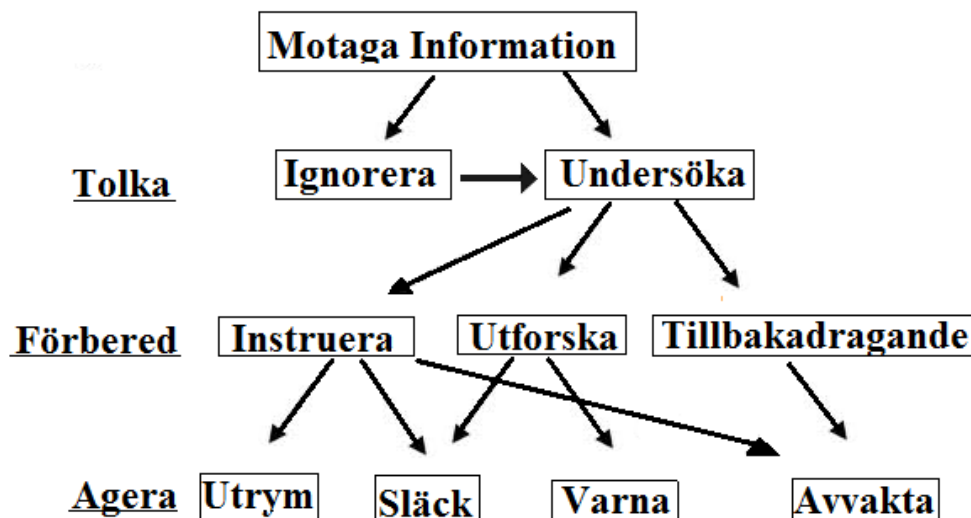 Motaga Information
Tolka Ignorera Undersöka
Förbered Instruera Utforska Tillbakadragande
Agera Utrym Släck Varna Avvakta